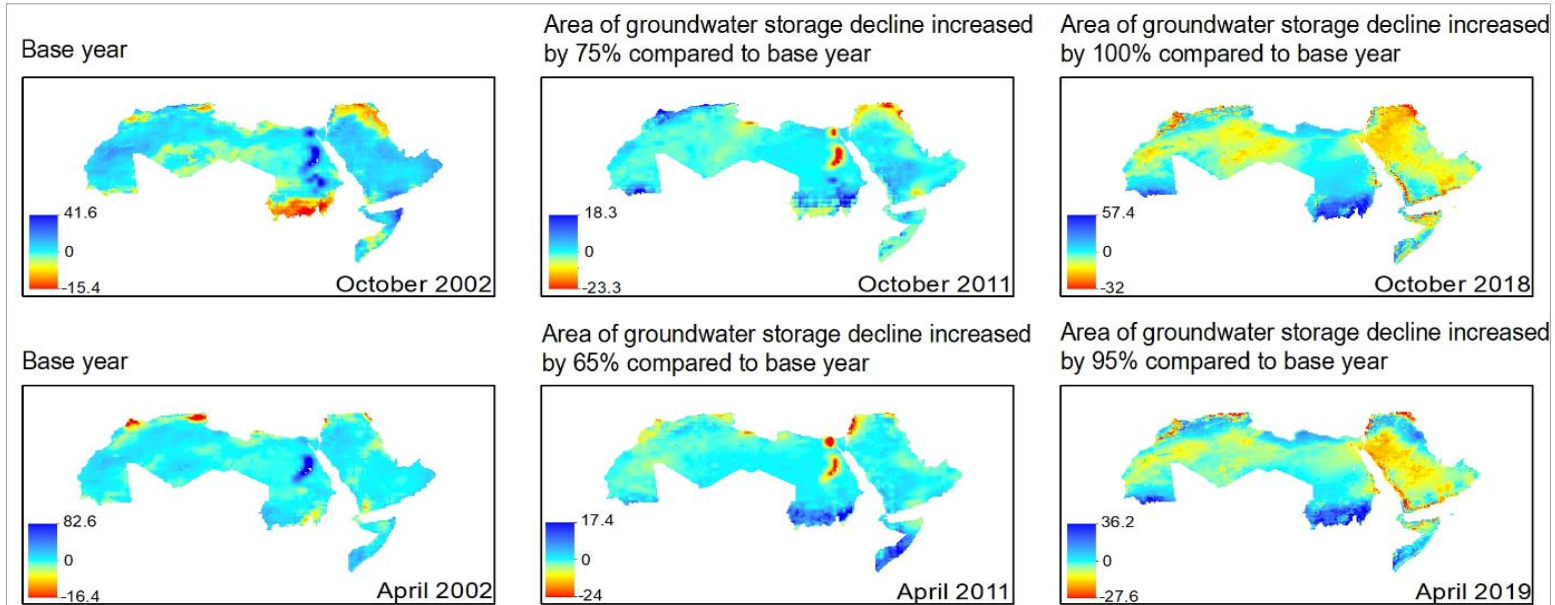 Base year
Area of groundwater storage decline increased
by 75% compared to base year
Area of groundwater storage decline increased
by 100% compared to base year
41.6
0
-15.4
October 2002
18.3
0
-23.3
October 2011
57.4
0
-32
October 2018
Base year
Area of groundwater storage decline increased
by 65% compared to base year
Area of groundwater storage decline increased
by 95% compared to base year
82.6
0
-16.4
April 2002
17.4
0
-24
April 2011
36.2
0
-27.6
April 2019